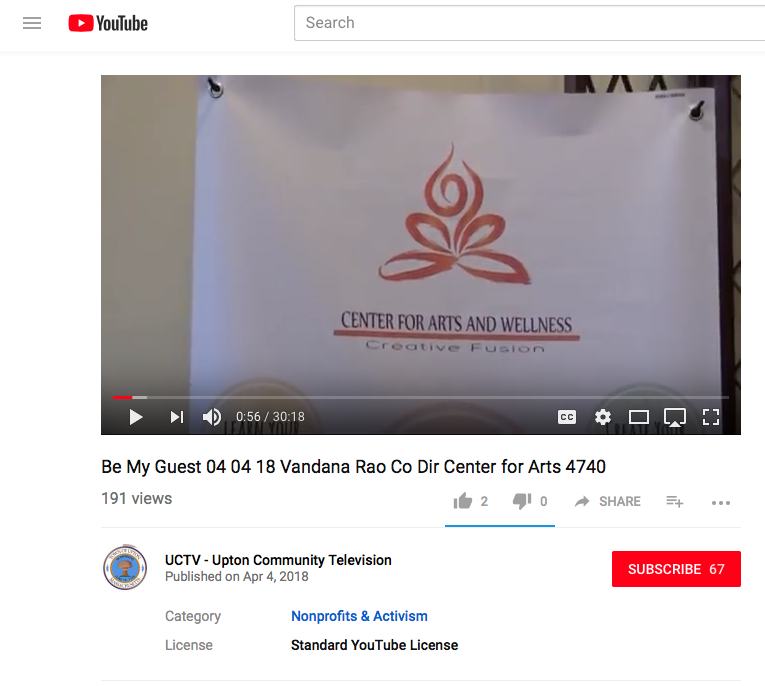 YouTube
Search
CENTER FOR ARTS AND WELLNESS
Creative Fusion
LEARN YOUR
0:56 / 30:18
CC
Be My Guest 04 04 18 Vandana Rao Co Dir Center for Arts 4740
191 views
2
0
SHARE
UCTV - Upton Community Television
Published on Apr 4, 2018
SUBSCRIBE 67
Category
Nonprofits & Activism
License
Standard YouTube License